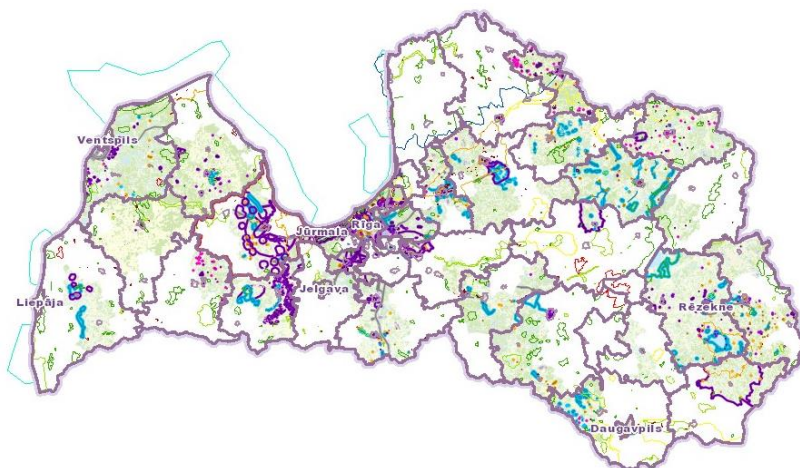 Ventspils
Rīga
Jūrmala
Jelgava
Liepāja
Rēzekne
Daugavpils